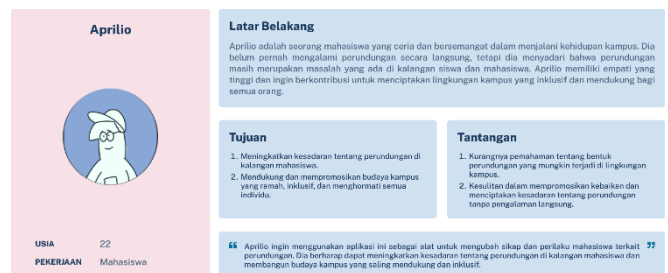 Aprilio
USIA 22
PEKERJAAN Mahasiswa
Latar Belakang
Aprilio adalah seorang mahasiswa yang ceria dan bersemangat dalam menjalani kehidupan kampus. Dia
belum pernah mengalami perundungan secara langsung, tetapi dia menyadari bahwa perundungan
masih merupakan masalah yang ada di kalangan siswa dan mahasiswa. Aprilio memiliki empati yang
tinggi dan ingin berkontribusi untuk menciptakan lingkungan kampus yang inklusif dan mendukung bagi
semua orang.
Tujuan
1. Meningkatkan kesadaran tentang perundungan di
kalangan mahasiswa.
2. Mendukung dan mempromosikan budaya kampus
yang ramah, inklusif, dan menghormati semua
individu.
Tantangan
1. Kurangnya pemahaman tentang bentuk
perundungan yang mungkin terjadi di lingkungan
kampus.
2. Kesulitan dalam mempromosikan kebaikan dan
menciptakan kesadaran tentang perundungan
tanpa pengalaman langsung.
“ Aprilio ingin menggunakan aplikasi ini sebagai alat untuk mengubah sikap dan perilaku mahasiswa terkait ”
perundungan. Dia berharap dapat meningkatkan kesadaran tentang perundungan di kalangan mahasiswa dan
membangun budaya kampus yang saling mendukung dan inklusif.